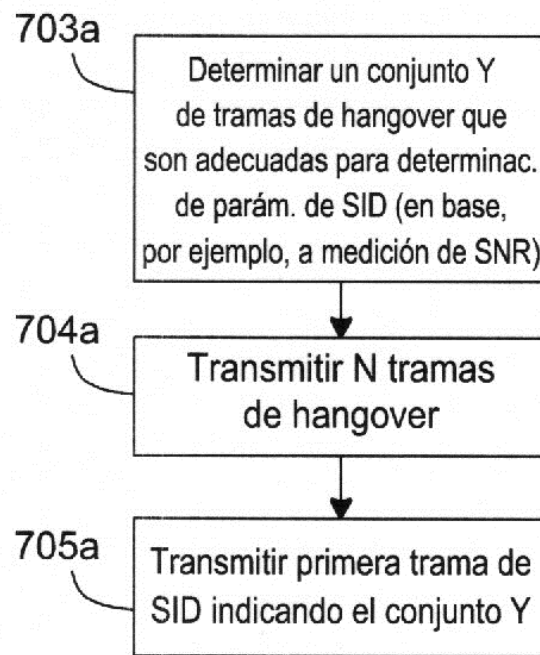 703a
Determinar un conjunto Y
de tramas de hangover que
son adecuadas para determinac.
de parám. de SID (en base,
por ejemplo, a medición de SNR)
704a
Transmitir N tramas
de hangover
705a
Transmitir primera trama de
SID indicando el conjunto Y